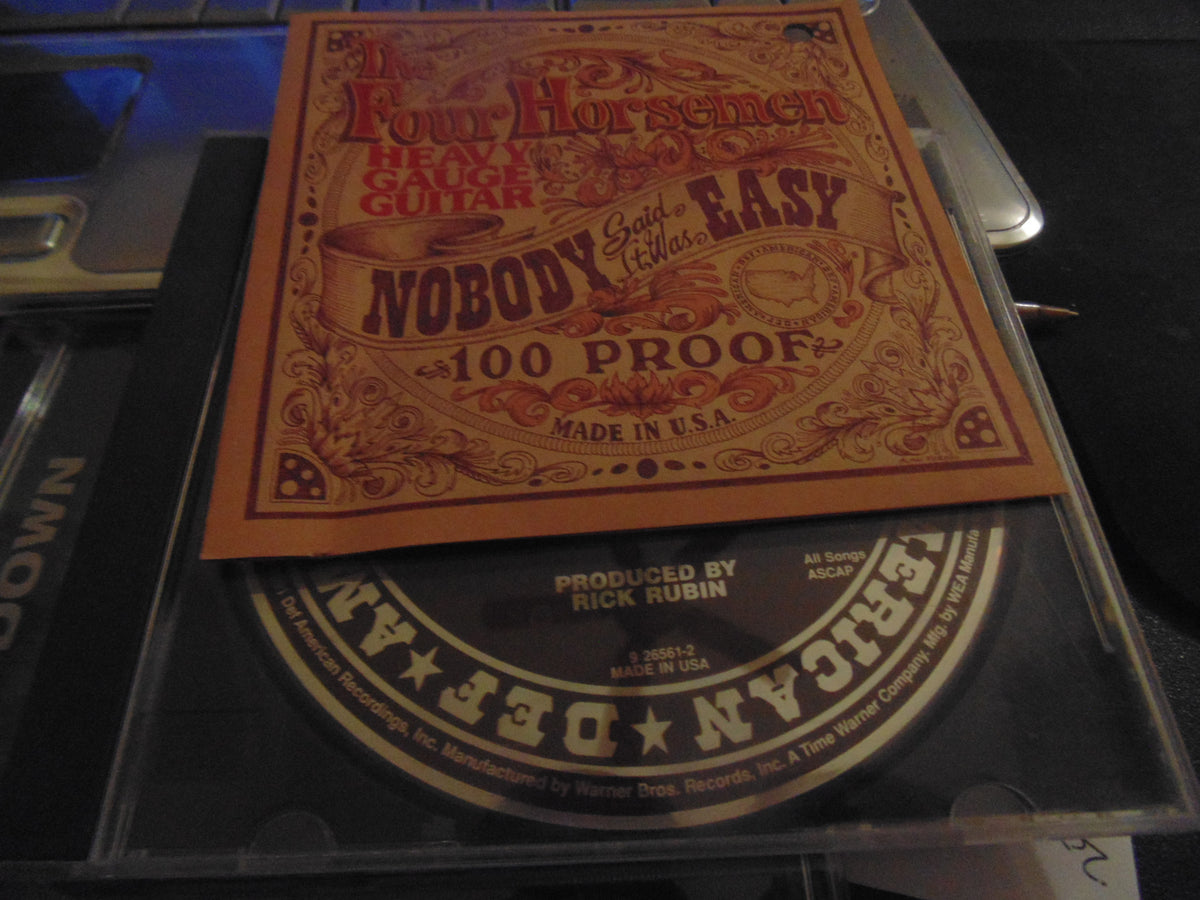 The
Four Horsemen
HEAVY
GAUGE
GUITAR
NOBODY Said It Was EASY
100 PROOF
MADE IN U.S.A.
DOWN
PRODUCED BY
RICK RUBIN
All Songs
ASCAP
9 26561-2
MADE IN USA
AN ★ DEF ★ AMERICAN
Def American Recordings, Inc. Manufactured by Warner Bros. Records, Inc. A Time Warner Company. Mfg. by WEA Manufa